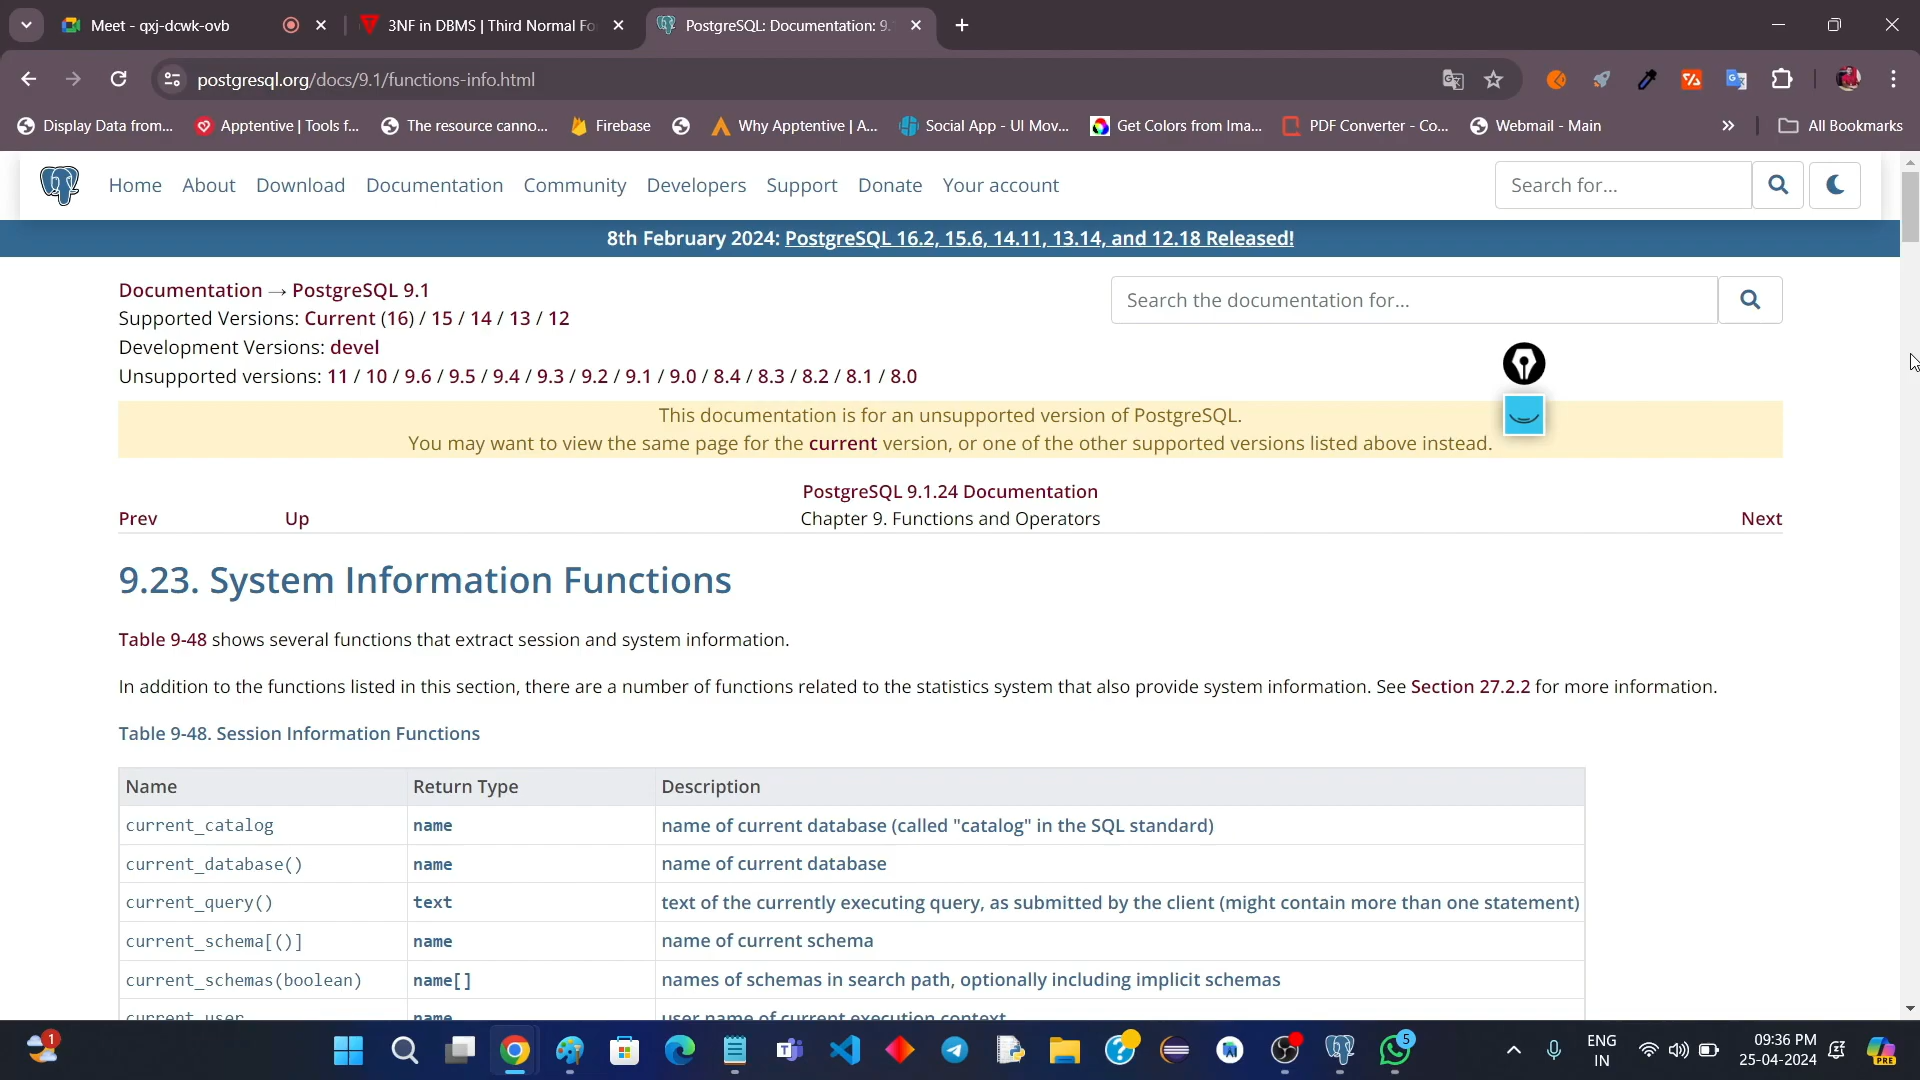 Meet - qxj-dcwk-ovb
3NF in DBMS | Third Normal Fo
PostgreSQL: Documentation: 9.
postgresql.org/docs/9.1/functions-info.html
Display Data from...
Apptentive | Tools f...
The resource canno...
Firebase
Why Apptentive | A...
Social App - UI Mov...
Get Colors from Ima...
PDF Converter - Co...
Webmail - Main
All Bookmarks
Home About Download Documentation Community Developers Support Donate Your account
Search for...
8th February 2024: PostgreSQL 16.2, 15.6, 14.11, 13.14, and 12.18 Released!
Documentation → PostgreSQL 9.1
Supported Versions: Current (16) / 15 / 14 / 13 / 12
Development Versions: devel
Unsupported versions: 11 / 10 / 9.6 / 9.5 / 9.4 / 9.3 / 9.2 / 9.1 / 9.0 / 8.4 / 8.3 / 8.2 / 8.1 / 8.0
Search the documentation for...
This documentation is for an unsupported version of PostgreSQL.
You may want to view the same page for the current version, or one of the other supported versions listed above instead.
PostgreSQL 9.1.24 Documentation
Prev Up Chapter 9. Functions and Operators Next
9.23. System Information Functions
Table 9-48 shows several functions that extract session and system information.
In addition to the functions listed in this section, there are a number of functions related to the statistics system that also provide system information. See Section 27.2.2 for more information.
Table 9-48. Session Information Functions
Name Return Type Description
current_catalog name name of current database (called "catalog" in the SQL standard)
current_database() name name of current database
current_query() text text of the currently executing query, as submitted by the client (might contain more than one statement)
current_schema[()] name name of current schema
current_schemas(boolean) name[] names of schemas in search path, optionally including implicit schemas
current_user name user name of current execution context
1
5
ENG
IN
09:36 PM
25-04-2024
PRE